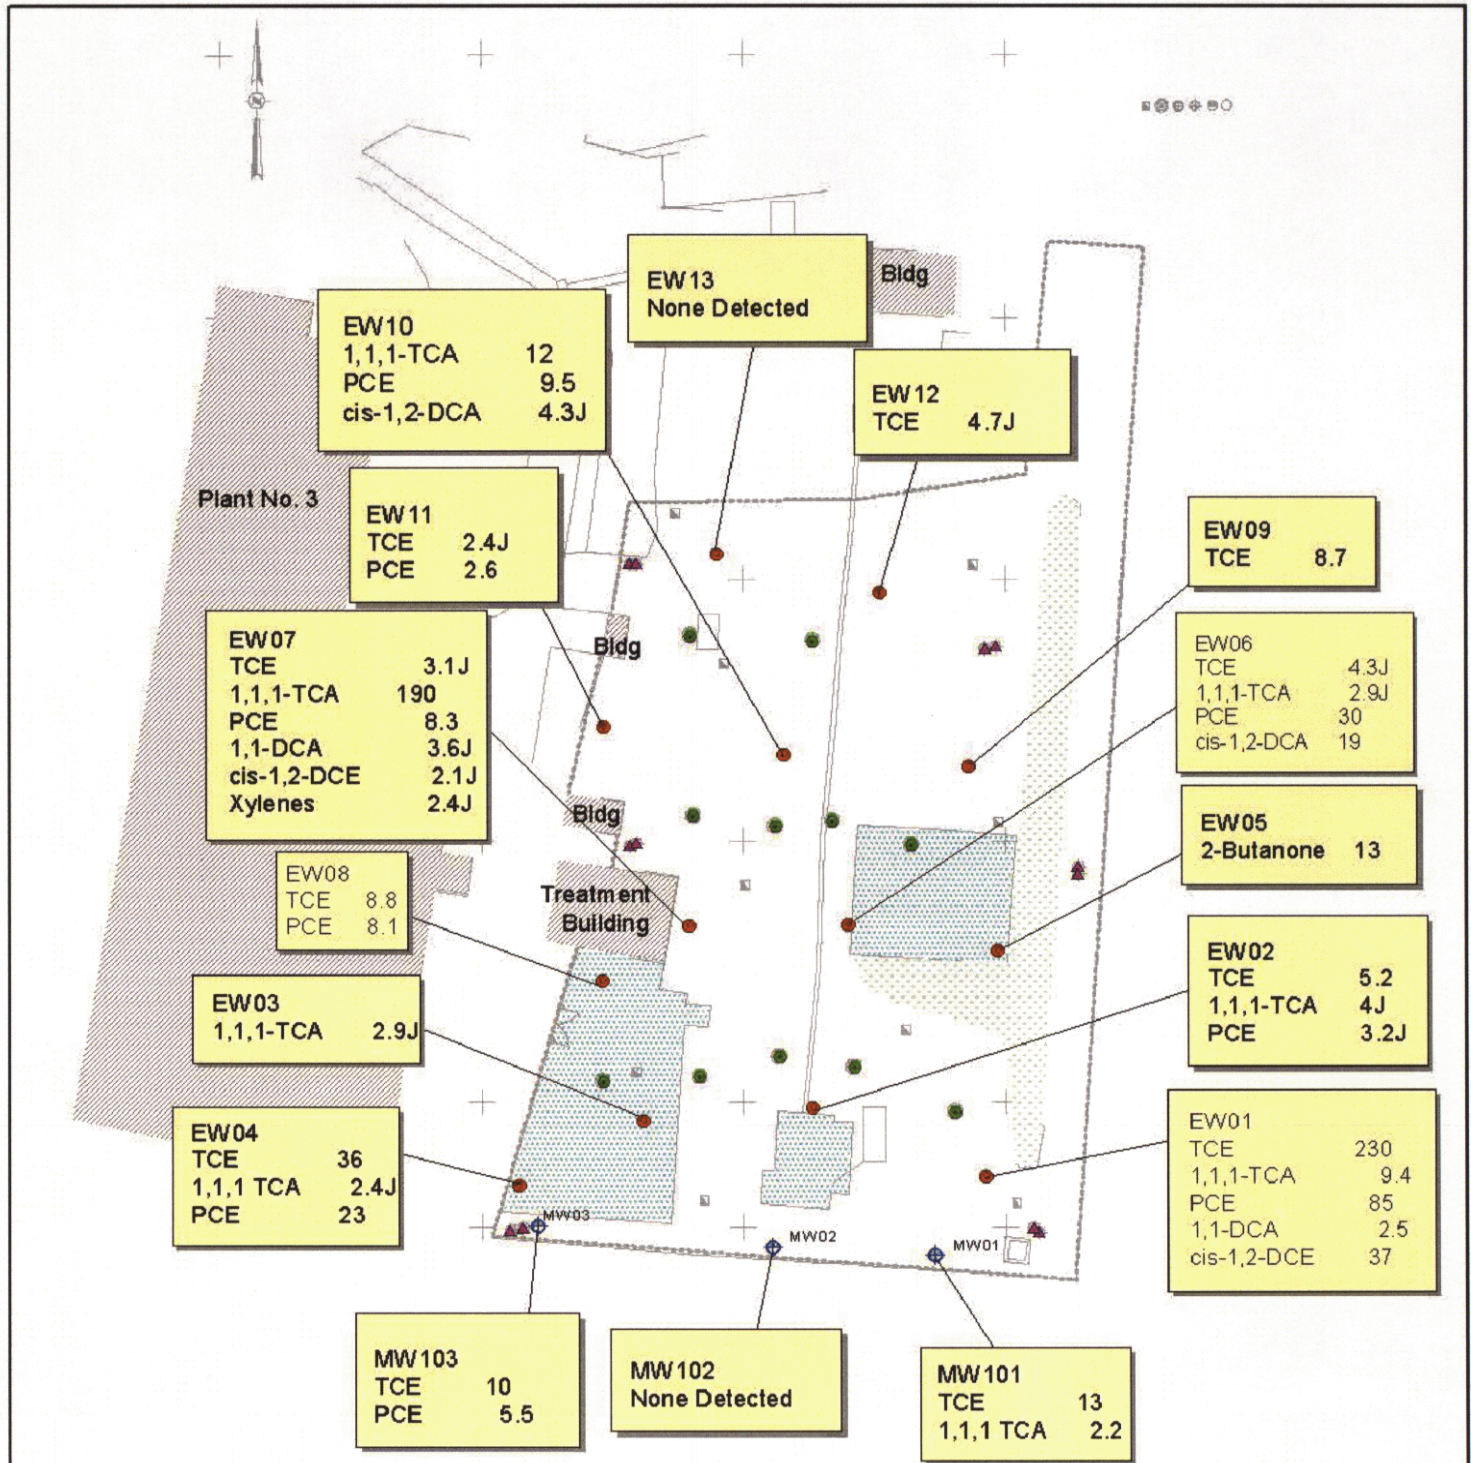 EW13
None Detected
Bldg
EW10
1,1,1-TCA 12
PCE 9.5
cis-1,2-DCA 4.3J
EW12
TCE 4.7J
Plant No. 3
EW11
TCE 2.4J
PCE 2.6
EW09
TCE 8.7
EW07
TCE 3.1J
1,1,1-TCA 190
PCE 8.3
1,1-DCA 3.6J
cis-1,2-DCE 2.1J
Xylenes 2.4J
Bldg
EW06
TCE 4.3J
1,1,1-TCA 2.9J
PCE 30
cis-1,2-DCA 19
Bldg
EW05
2-Butanone 13
EW08
TCE 8.8
PCE 8.1
Treatment
Building
EW02
TCE 5.2
1,1,1-TCA 4J
PCE 3.2J
EW03
1,1,1-TCA 2.9J
EW04
TCE 36
1,1,1 TCA 2.4J
PCE 23
EW01
TCE 230
1,1,1-TCA 9.4
PCE 85
1,1-DCA 2.5
cis-1,2-DCE 37
MW03
MW02
MW01
MW103
TCE 10
PCE 5.5
MW102
None Detected
MW101
TCE 13
1,1,1 TCA 2.2